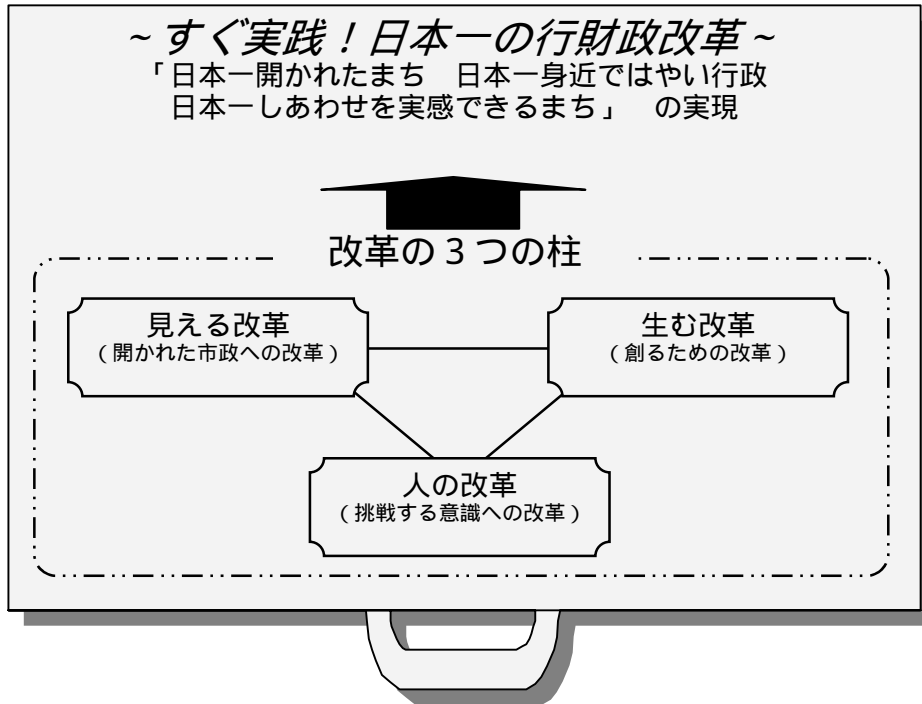 ~すぐ実践！日本一の行財政改革~
「日本一開かれたまち　日本一身近ではやい行政
日本一しあわせを実感できるまち」　の実現
改革の３つの柱
見える改革
（開かれた市政への改革）
生む改革
（創るための改革）
人の改革
（挑戦する意識への改革）